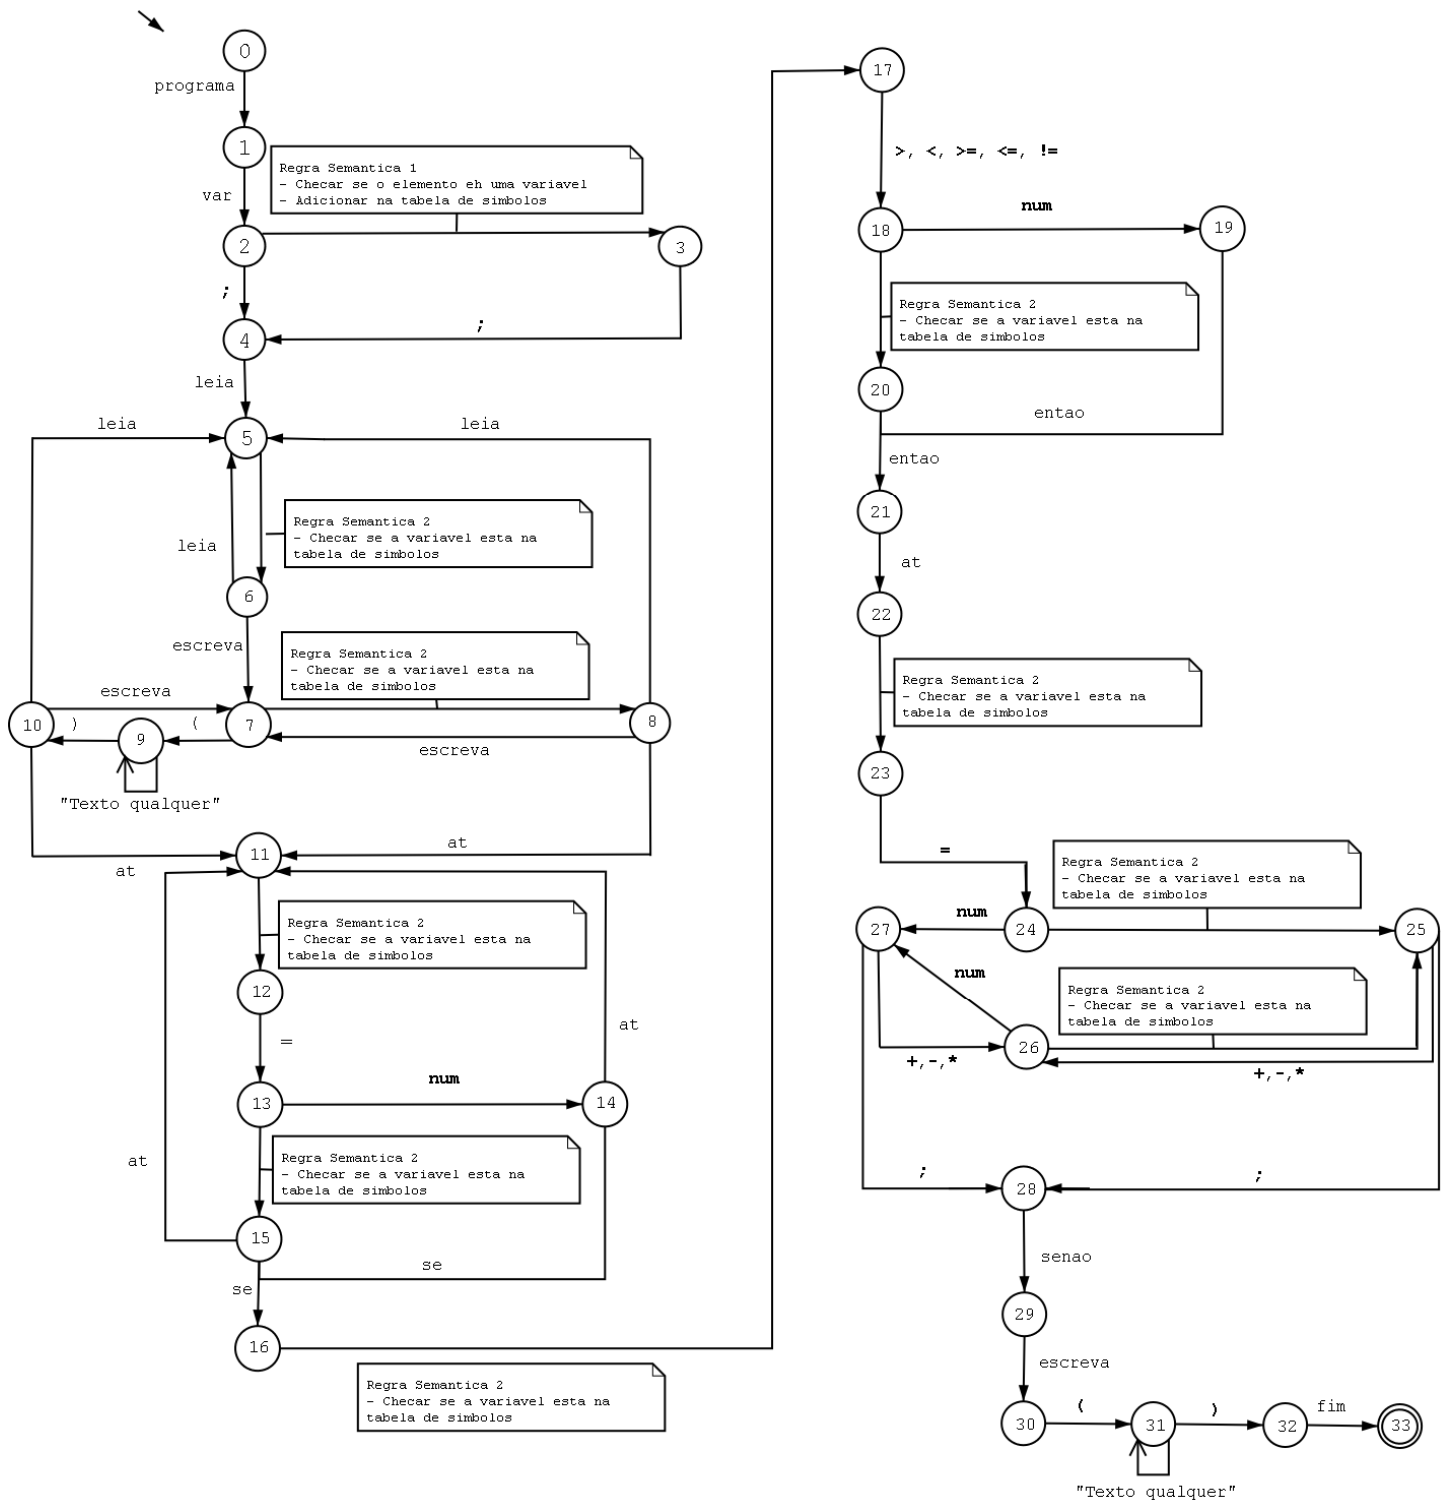 0
programa
1
Regra Semantica 1
- Checar se o elemento eh uma variavel
- Adicionar na tabela de simbolos
var
2
3
;
;
4
leia
leia
5
leia
Regra Semantica 2
- Checar se a variavel esta na
tabela de simbolos
leia
6
escreva
Regra Semantica 2
- Checar se a variavel esta na
tabela de simbolos
escreva
10
)
9
(
7
8
escreva
"Texto qualquer"
11
at
at
Regra Semantica 2
- Checar se a variavel esta na
tabela de simbolos
12
=
at
num
13
14
Regra Semantica 2
- Checar se a variavel esta na
tabela de simbolos
at
15
se
se
16
Regra Semantica 2
- Checar se a variavel esta na
tabela de simbolos
17
>, <, >=, <=, !=
num
18
19
Regra Semantica 2
- Checar se a variavel esta na
tabela de simbolos
20
entao
entao
21
at
22
Regra Semantica 2
- Checar se a variavel esta na
tabela de simbolos
23
=
Regra Semantica 2
- Checar se a variavel esta na
tabela de simbolos
27
num
24
25
num
Regra Semantica 2
- Checar se a variavel esta na
tabela de simbolos
26
+,-,*
+,-,*
;
28
;
senao
29
escreva
30
(
31
)
32
fim
33
"Texto qualquer"